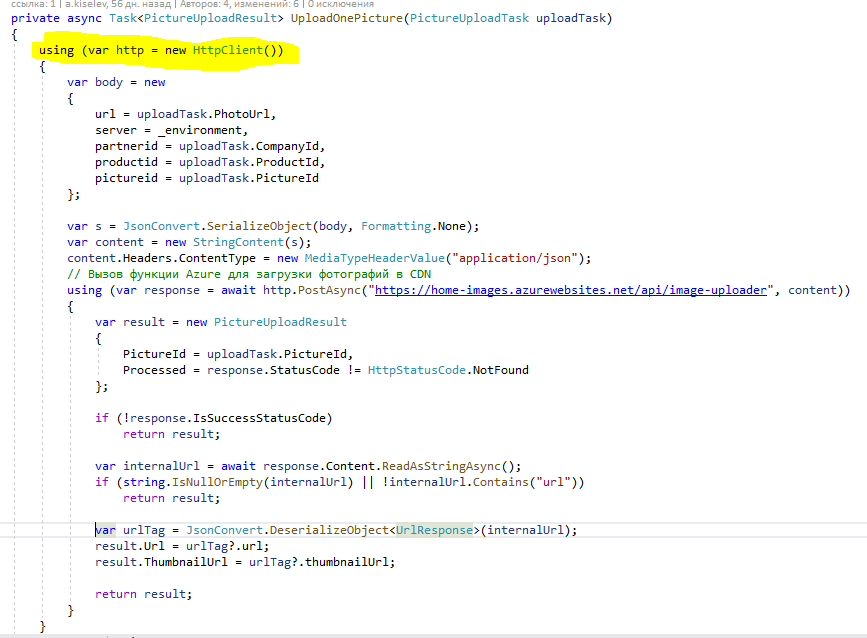 ссылка: 1 | a.kiselev, 56 дн. назад | Авторов: 4, изменений: 6 | 0 исключения
private async Task<PictureUploadResult> UploadOnePicture(PictureUploadTask uploadTask)
{
using (var http = new HttpClient())
{
var body = new
{
url = uploadTask.PhotoUrl,
server = _environment,
partnerid = uploadTask.CompanyId,
productid = uploadTask.ProductId,
pictureid = uploadTask.PictureId
};
var s = JsonConvert.SerializeObject(body, Formatting.None);
var content = new StringContent(s);
content.Headers.ContentType = new MediaTypeHeaderValue("application/json");
// Вызов функции Azure для загрузки фотографий в CDN
using (var response = await http.PostAsync("https://home-images.azurewebsites.net/api/image-uploader", content))
{
var result = new PictureUploadResult
{
PictureId = uploadTask.PictureId,
Processed = response.StatusCode != HttpStatusCode.NotFound
};
if (!response.IsSuccessStatusCode)
return result;
var internalUrl = await response.Content.ReadAsStringAsync();
if (string.IsNullOrEmpty(internalUrl) || !internalUrl.Contains("url"))
return result;
var urlTag = JsonConvert.DeserializeObject<UrlResponse>(internalUrl);
result.Url = urlTag?.url;
result.ThumbnailUrl = urlTag?.thumbnailUrl;
return result;
}
}